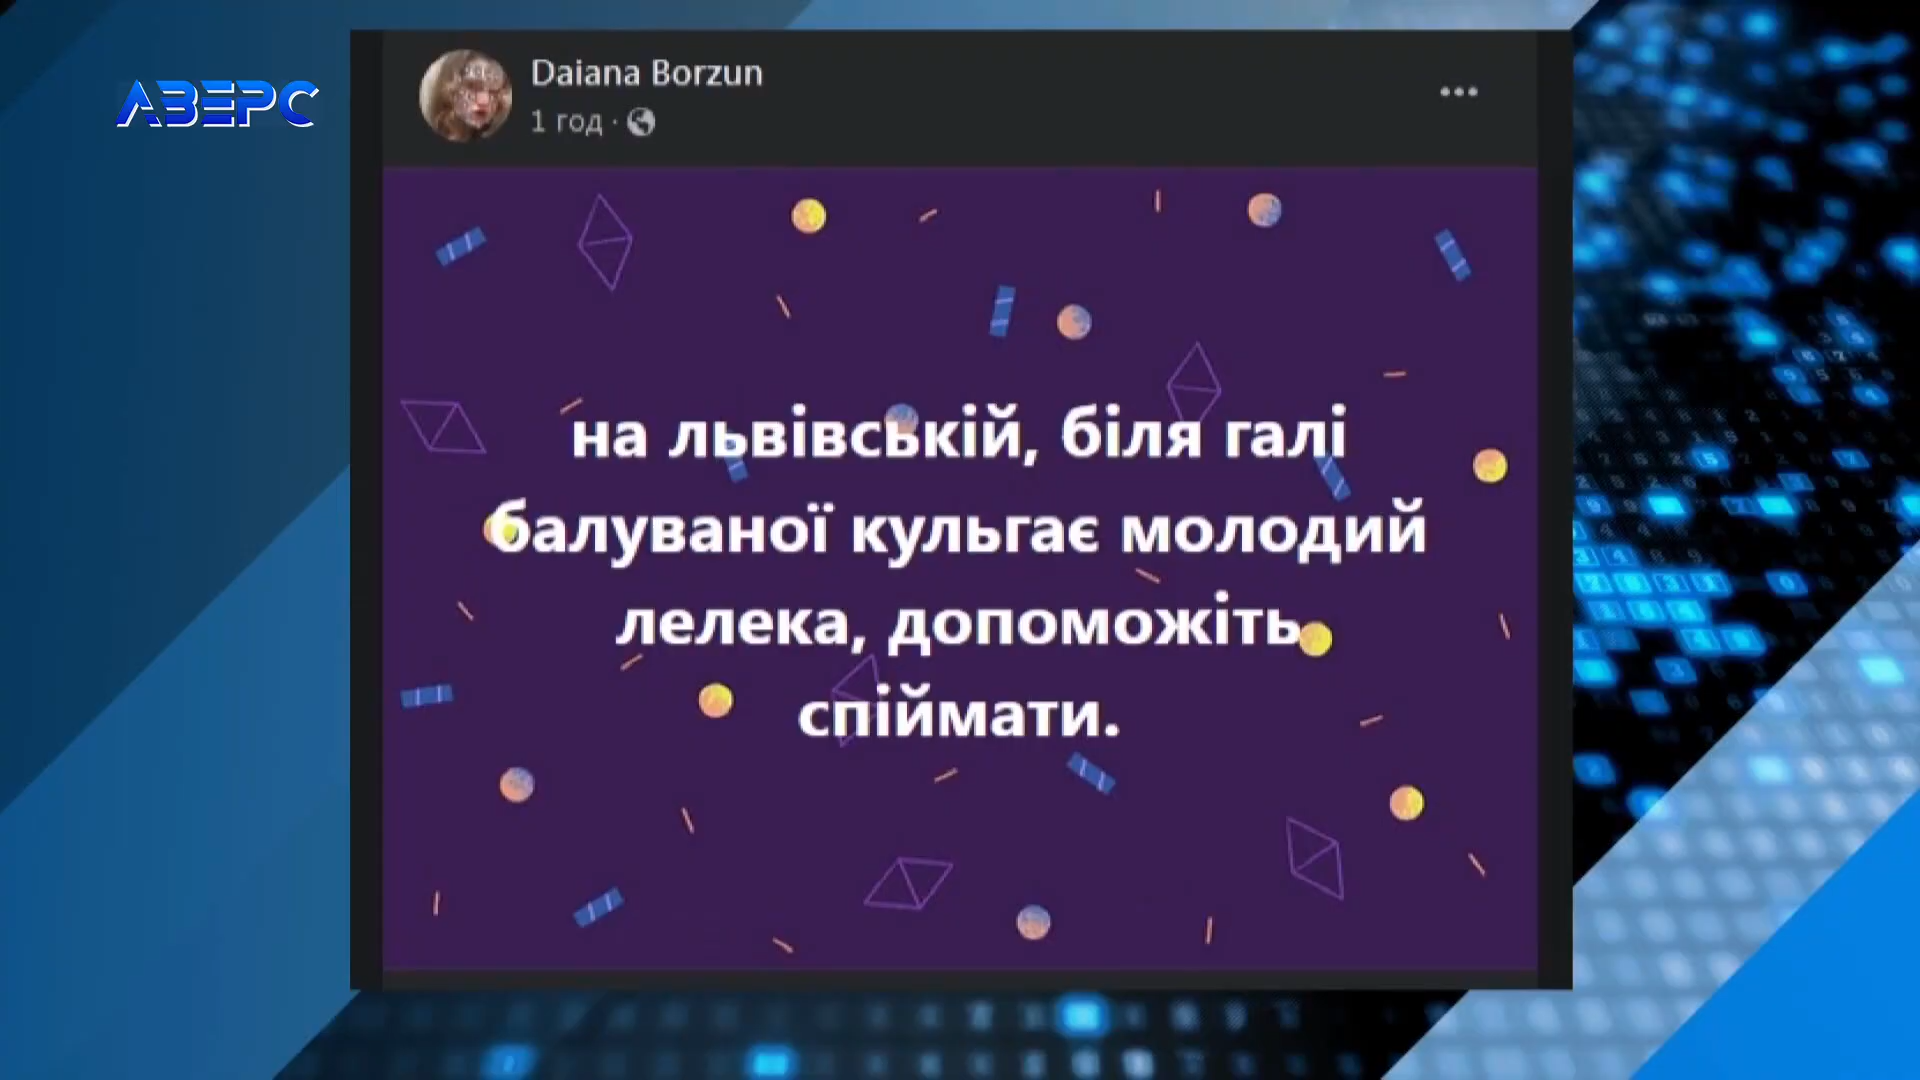 АВЕРС
Daiana Borzun
1 год ·
на львівській, біля галі
балуваної кульгає молодий
лелека, допоможіть
спіймати.